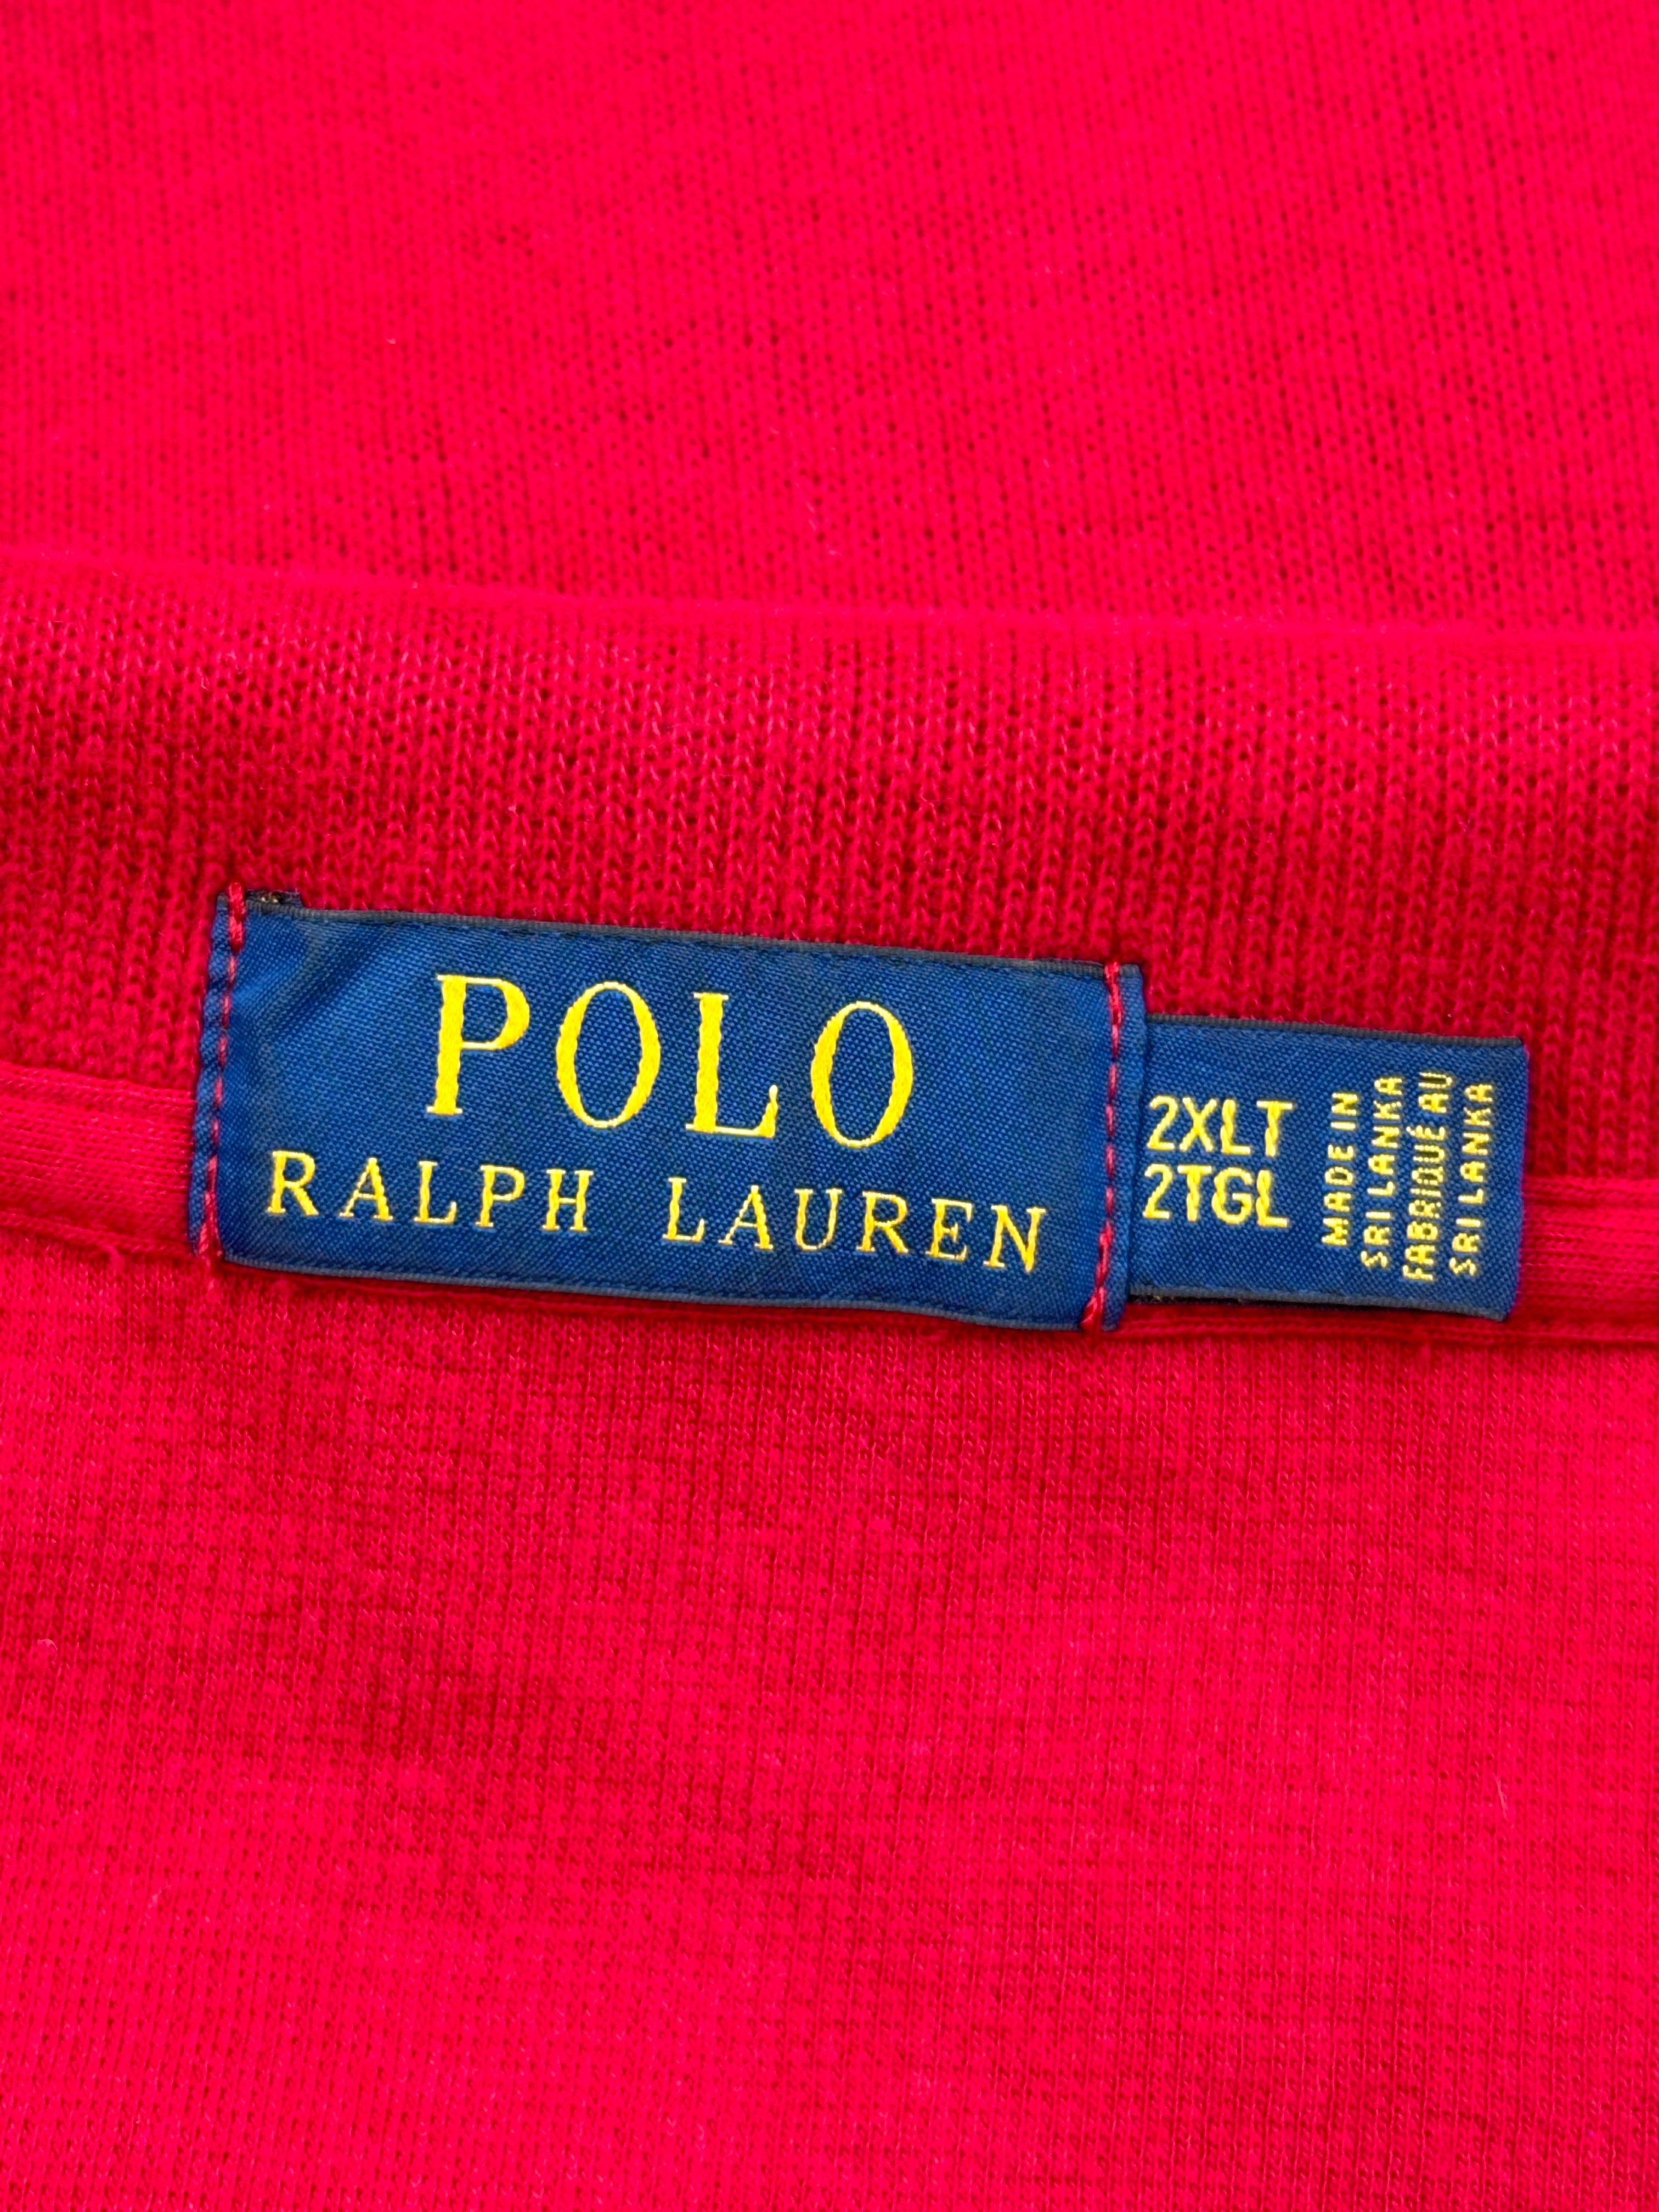 POLO
RALPH LAUREN
2XLT
2TGL
MADE IN
SRI LANKA
FABRIQUÉ AU
SRI LANKA